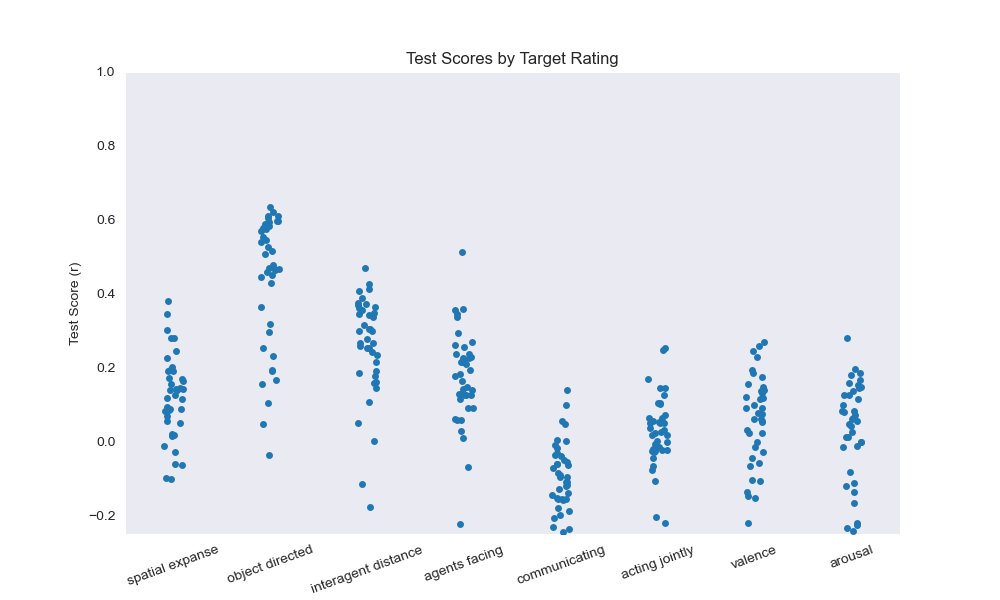 Test Scores by Target Rating
Test Score (r)
1.0
0.8
0.6
0.4
0.2
0.0
−0.2
spatial expanse
object directed
interagent distance
agents facing
communicating
acting jointly
valence
arousal